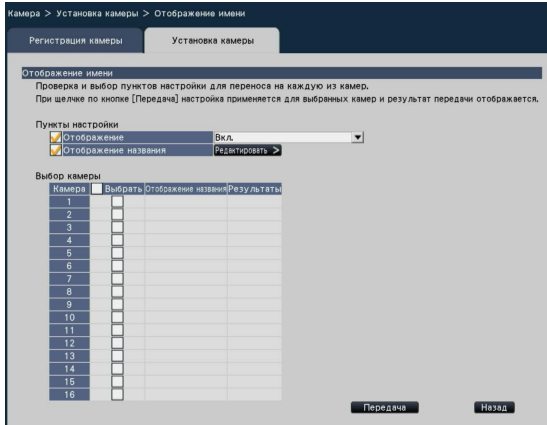 Камера > Установка камеры > Отображение имени
Регистрация камеры Установка камеры
Отображение имени
Проверка и выбор пунктов настройки для переноса на каждую из камер.
При щелчке по кнопке [Передача] настройка применяется для выбранных камер и результат передачи отображается.
Пункты настройки
Отображение Вкл.
Отображение названия Редактировать >
Выбор камеры
Камера Выбрать Отображение названия Результаты
1
2
3
4
5
6
7
8
9
10
11
12
13
14
15
16
Передача Назад